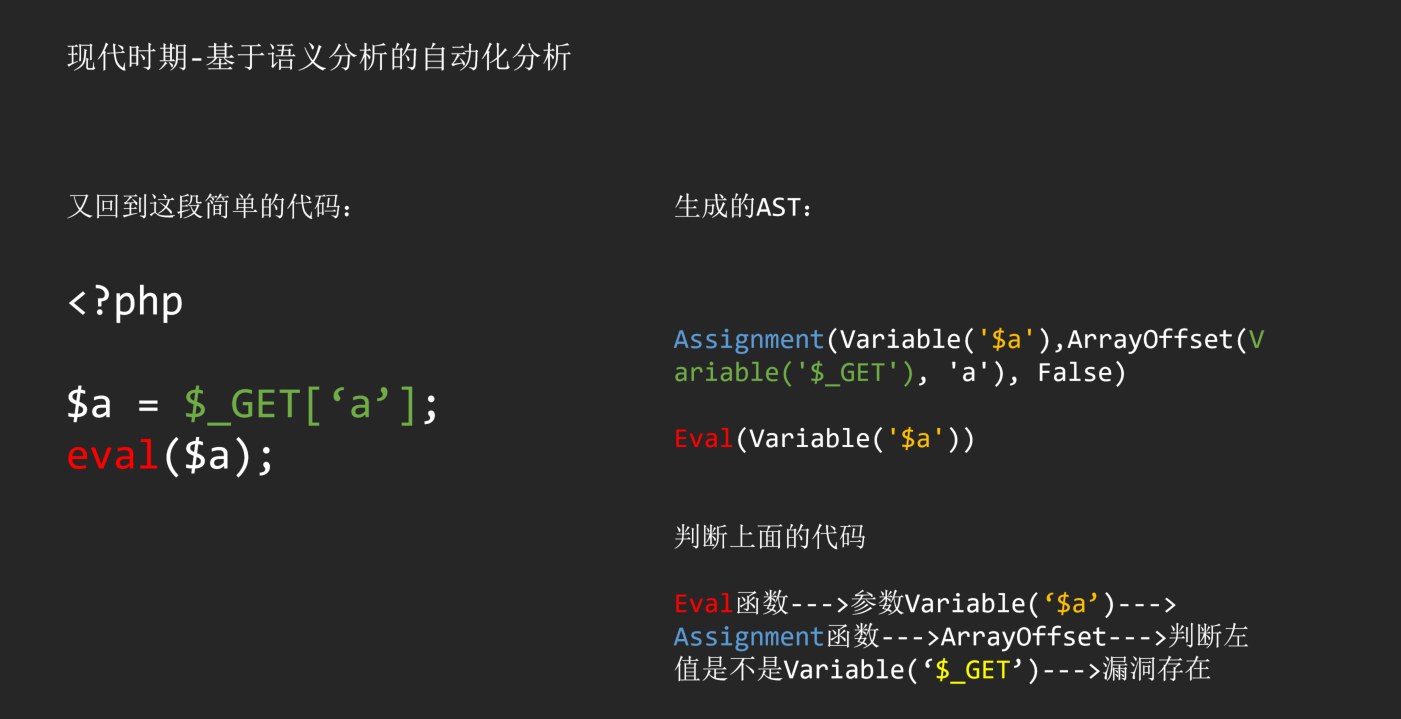 现代时期-基于语义分析的自动化分析
又回到这段简单的代码：
<?php
$a = $_GET[‘a’];
eval($a);
生成的AST：
Assignment(Variable('$a'),ArrayOffset(V
ariable('$_GET'), 'a'), False)
Eval(Variable('$a'))
判断上面的代码
Eval函数--->参数Variable(‘$a’)--->
Assignment函数--->ArrayOffset--->判断左
值是不是Variable(‘$_GET’)--->漏洞存在